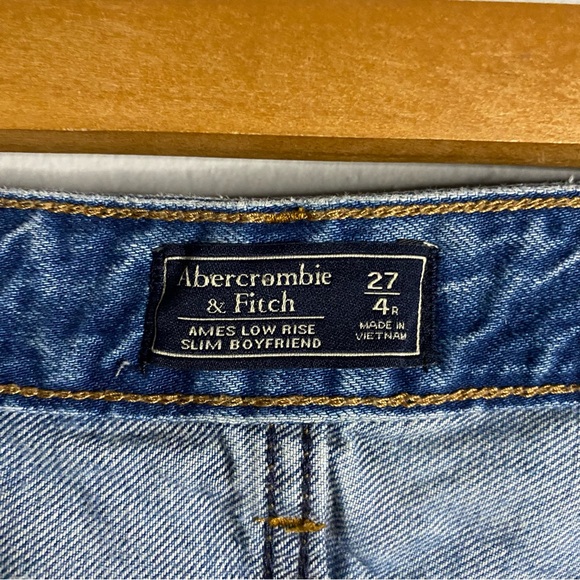 Abercrombie
& Fitch
AMES LOW RISE
SLIM BOYFRIEND
27
4R
MADE IN
VIETNAM